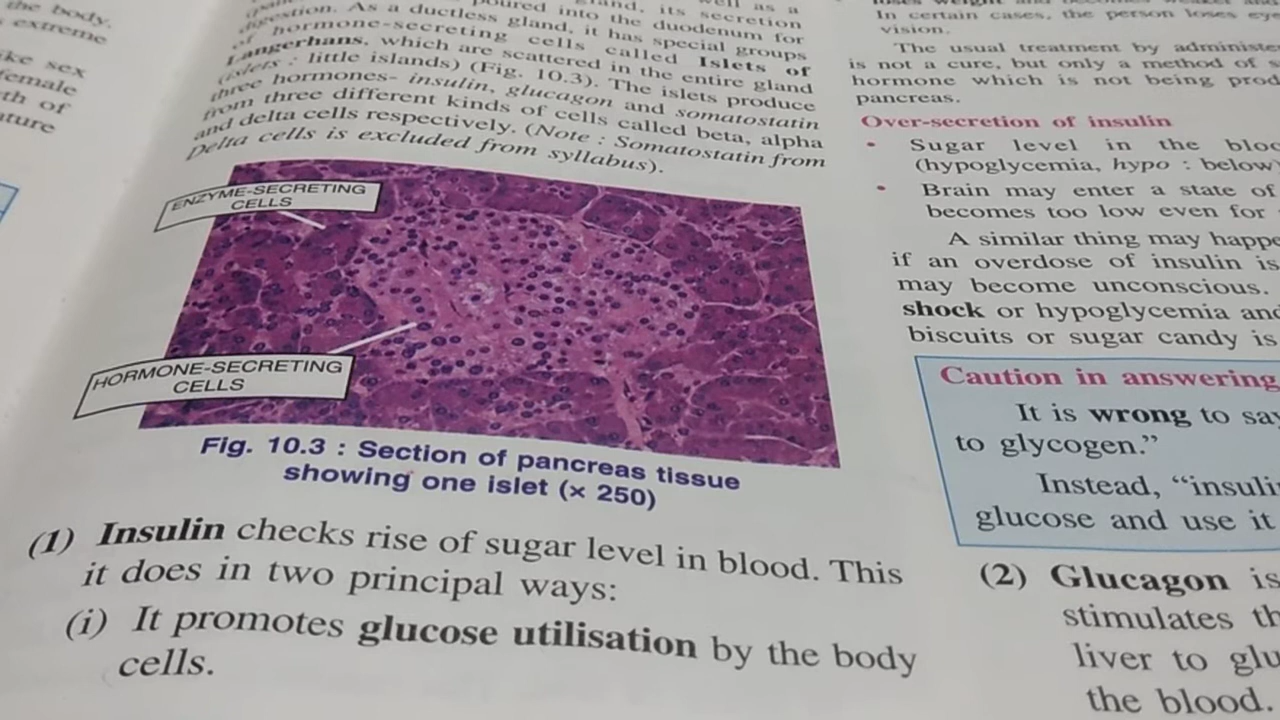 the body.
extreme
like sex
female
ature
well as a
gland, its secretion
poured into the duodenum for
digestion. As a ductless gland, it has special groups
of hormone-secreting cells called Islets of
Langerhans, which are scattered in the entire gland
(islets : little islands) (Fig. 10.3). The islets produce
three hormones- insulin, glucagon and somatostatin
from three different kinds of cells called beta, alpha
and delta cells respectively. (Note : Somatostatin from
Delta cells is excluded from syllabus).
ENZYME-SECRETING
CELLS
HORMONE-SECRETING
CELLS
Fig. 10.3 : Section of pancreas tissue
showing one islet (× 250)
(1) Insulin checks rise of sugar level in blood. This
it does in two principal ways:
(i) It promotes glucose utilisation by the body
cells.
In certain cases, the person loses eye
vision.
The usual treatment by administe
is not a cure, but only a method of s
hormone which is not being prod
pancreas.
Over-secretion of insulin
• Sugar level in the bloo
(hypoglycemia, hypo : below)
• Brain may enter a state of
becomes too low even for
A similar thing may happe
if an overdose of insulin is
may become unconscious.
shock or hypoglycemia and
biscuits or sugar candy is
Caution in answering
It is wrong to say
to glycogen.”
Instead, “insuli
glucose and use it
(2) Glucagon is
stimulates th
liver to glu
the blood.